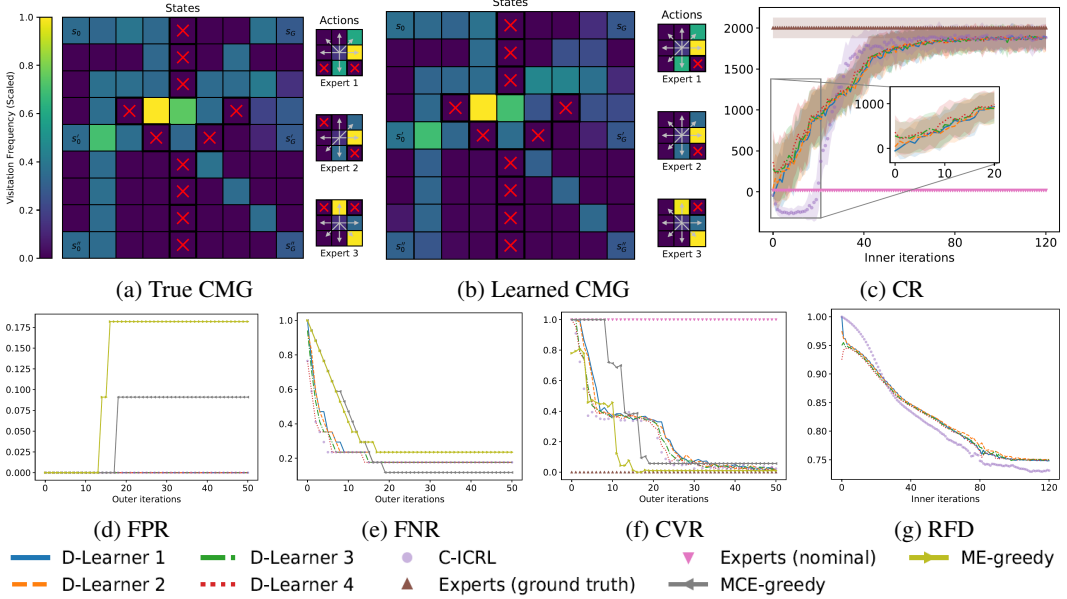 States
Actions
States
Actions
1.0
0.8
0.6
0.4
0.2
0.0
Visitation Frequency (Scaled)
Expert 1
Expert 2
Expert 3
Expert 1
Expert 2
Expert 3
2000
1750
1500
1250
1000
750
500
250
0
1000
0
0
10
20
0
40
80
120
Inner iterations
(a) True CMG
(b) Learned CMG
(c) CR
0.175
0.150
0.125
0.100
0.075
0.050
0.025
0.000
0 10 20 30 40 50
Outer iterations
1.0
0.8
0.6
0.4
0.2
0 10 20 30 40 50
Outer iterations
1.0
0.8
0.6
0.4
0.2
0.0
0 10 20 30 40 50
Outer iterations
1.00
0.95
0.90
0.85
0.80
0.75
0 40 80 120
Inner iterations
(d) FPR
(e) FNR
(f) CVR
(g) RFD
D-Learner 1 D-Learner 3 C-ICRL Experts (nominal) ME-greedy
D-Learner 2 D-Learner 4 Experts (ground truth) MCE-greedy